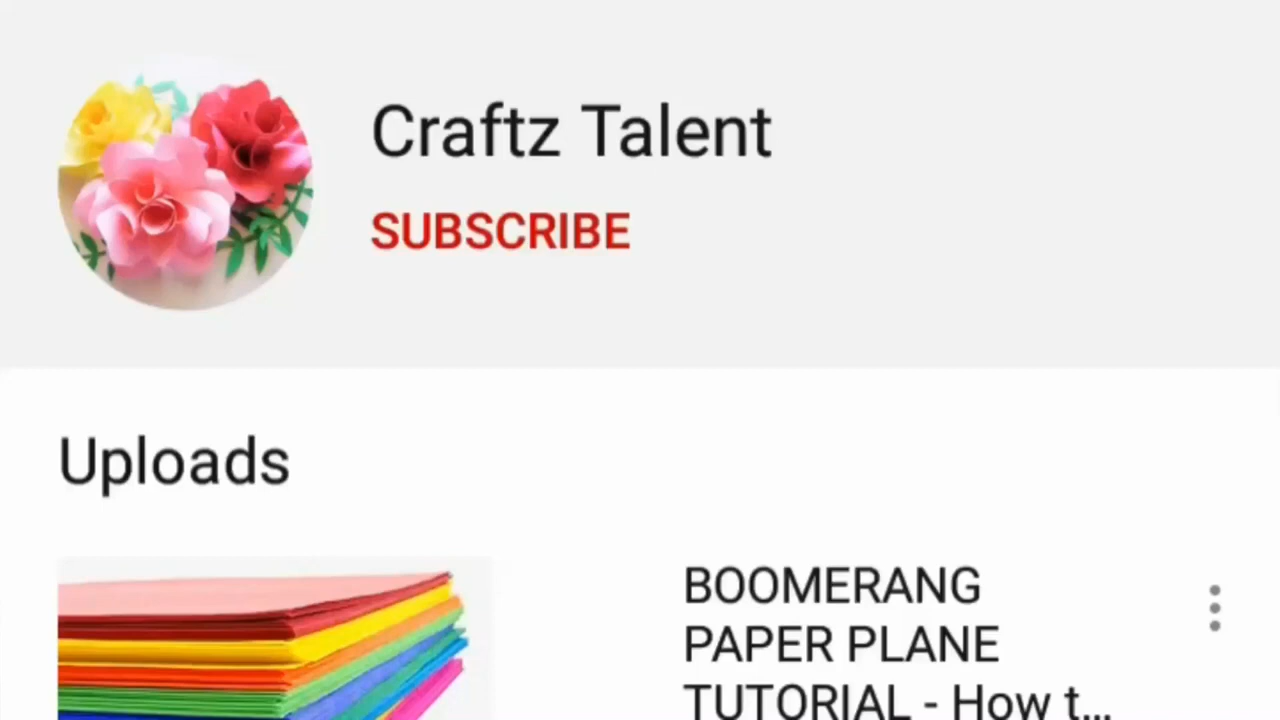 Craftz Talent
SUBSCRIBE
Uploads
BOOMERANG
PAPER PLANE
TUTORIAL - How t...